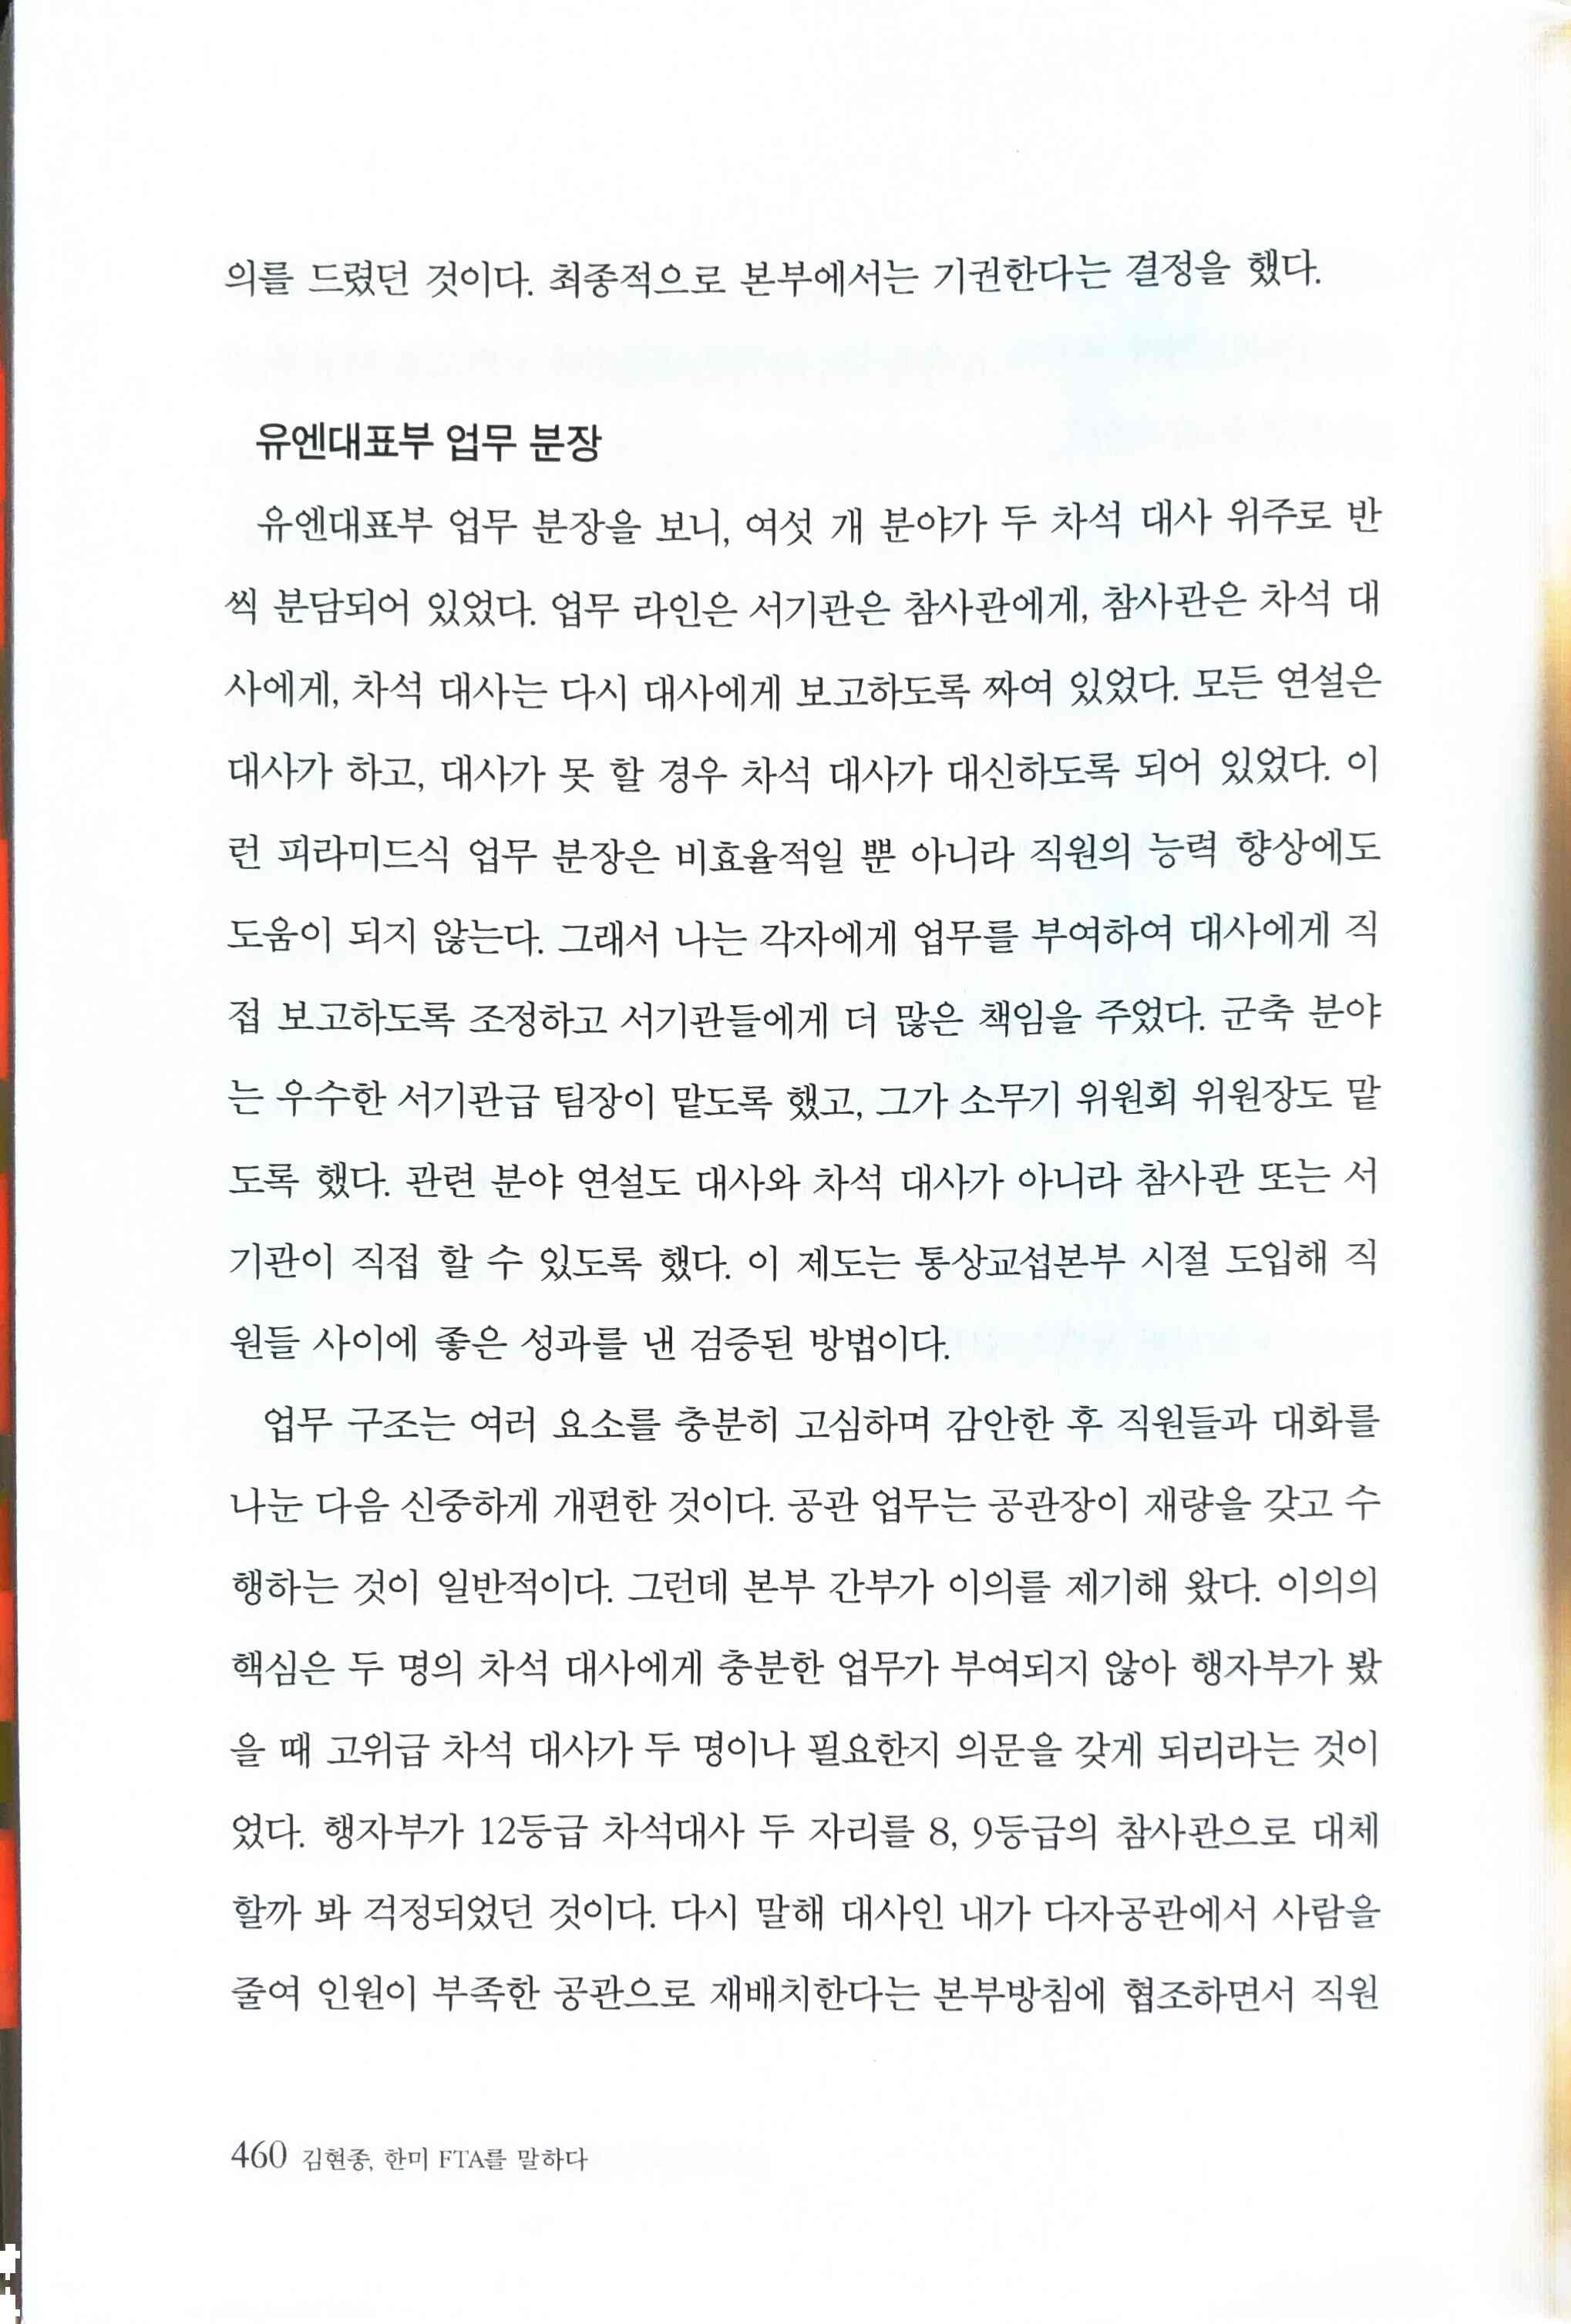 의를 드렸던 것이다. 최종적으로 본부에서는 기권한다는 결정을 했다.
유엔대표부 업무 분장
유엔대표부 업무 분장을 보니, 여섯 개 분야가 두 차석 대사 위주로 반
씩 분담되어 있었다. 업무 라인은 서기관은 참사관에게, 참사관은 차석 대
사에게, 차석 대사는 다시 대사에게 보고하도록 짜여 있었다. 모든 연설은
대사가 하고, 대사가 못 할 경우 차석 대사가 대신하도록 되어 있었다. 이
런 피라미드식 업무 분장은 비효율적일 뿐 아니라 직원의 능력 향상에도
도움이 되지 않는다. 그래서 나는 각자에게 업무를 부여하여 대사에게 직
접 보고하도록 조정하고 서기관들에게 더 많은 책임을 주었다. 군축 분야
는 우수한 서기관급 팀장이 맡도록 했고, 그가 소무기 위원회 위원장도 맡
도록 했다. 관련 분야 연설도 대사와 차석 대사가 아니라 참사관 또는 서
기관이 직접 할 수 있도록 했다. 이 제도는 통상교섭본부 시절 도입해 직
원들 사이에 좋은 성과를 낸 검증된 방법이다.
업무 구조는 여러 요소를 충분히 고심하며 감안한 후 직원들과 대화를
나눈 다음 신중하게 개편한 것이다. 공관 업무는 공관장이 재량을 갖고 수
행하는 것이 일반적이다. 그런데 본부 간부가 이의를 제기해 왔다. 이의의
핵심은 두 명의 차석 대사에게 충분한 업무가 부여되지 않아 행자부가 봤
을 때 고위급 차석 대사가 두 명이나 필요한지 의문을 갖게 되리라는 것이
었다. 행자부가 12등급 차석대사 두 자리를 8, 9등급의 참사관으로 대체
할까 봐 걱정되었던 것이다. 다시 말해 대사인 내가 다자공관에서 사람을
줄여 인원이 부족한 공관으로 재배치한다는 본부방침에 협조하면서 직원
460 김현종, 한미 FTA를 말하다